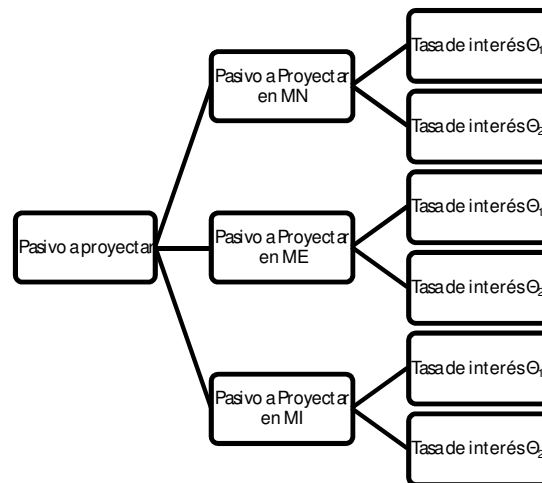 Tasa de interés Θ₁
Pasivo a Proyectar
en MN
Tasa de interés Θ₂
Tasa de interés Θ₁
Pasivo a proyectar
Pasivo a Proyectar
en ME
Tasa de interés Θ₂
Tasa de interés Θ₁
Pasivo a Proyectar
en MI
Tasa de interés Θ₂